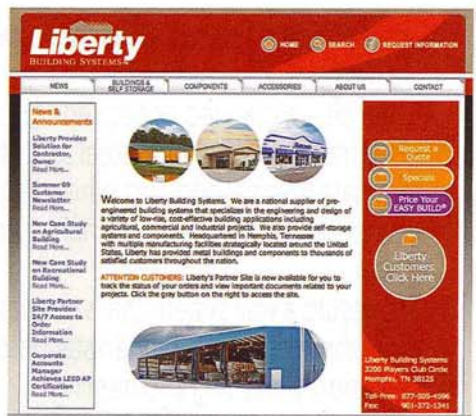 Liberty
BUILDING SYSTEMS
HOME
SEARCH
REQUEST INFORMATION
NEWS
BUILDINGS &
SELF STORAGE
COMPONENTS
ACCESSORIES
ABOUT US
CONTACT
News &
Announcements
Liberty Provides
Solution for
Contractor,
Owner
Read More...
Summer 09
Customer
Newsletter
Read More...
New Case Study
on Agricultural
Building
Read More...
New Case Study
on Recreational
Building
Read More...
Liberty Partner
Site Provides
24/7 Access to
Order
Information
Read More...
Corporate
Accounts
Manager
Achieves LEED AP
Certification
Read More...
Welcome to Liberty Building Systems. We are a national supplier of pre-
engineered building systems that specializes in the engineering and design of
a variety of low-rise, cost-effective building applications including
agricultural, commercial and industrial projects. We also provide self-storage
systems and components. Headquartered in Memphis, Tennessee
with multiple manufacturing facilities strategically located around the United
States, Liberty has provided metal buildings and components to thousands of
satisfied customers throughout the nation.
ATTENTION CUSTOMERS: Liberty's Partner Site is now available for you to
track the status of your orders and view important documents related to your
projects. Click the gray button on the right to access the site.
Request a
Quote
Specials
Price Your
EASY BUILD®
Liberty
Customers
Click Here
Liberty Building Systems
3200 Players Club Circle
Memphis, TN 38125
Toll-Free: 877-505-4596
Fax: 901-372-1341